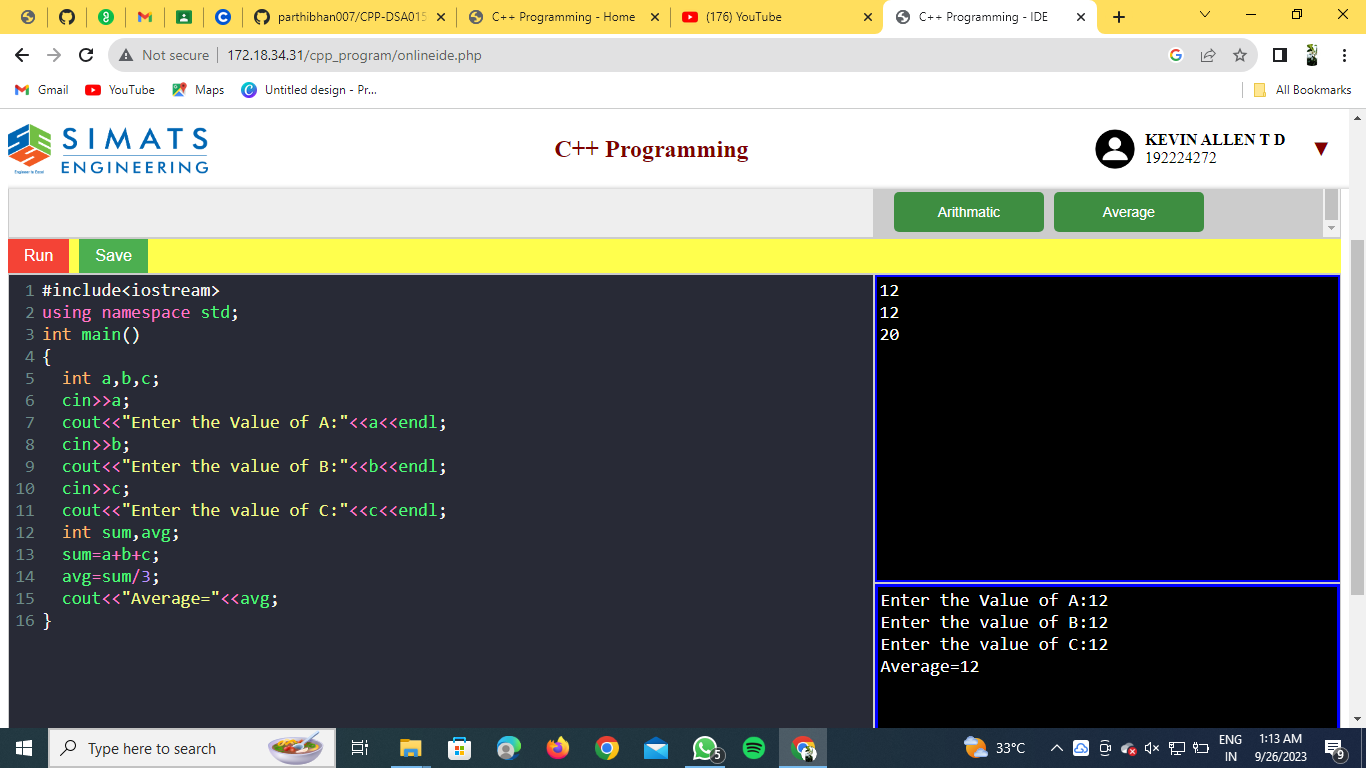 parthibhan007/CPP-DSA015
C++ Programming - Home
(176) YouTube
C++ Programming - IDE
Not secure
172.18.34.31/cpp_program/onlineide.php
Gmail
YouTube
Maps
Untitled design - Pr...
All Bookmarks
SIMATS
ENGINEERING
Engineer to Excel
C++ Programming
KEVIN ALLEN T D
192224272
Arithmatic
Average
Run
Save
1 #include<iostream>
2 using namespace std;
3 int main()
4 {
5 int a,b,c;
6 cin>>a;
7 cout<<"Enter the Value of A:"<<a<<endl;
8 cin>>b;
9 cout<<"Enter the value of B:"<<b<<endl;
10 cin>>c;
11 cout<<"Enter the value of C:"<<c<<endl;
12 int sum,avg;
13 sum=a+b+c;
14 avg=sum/3;
15 cout<<"Average="<<avg;
16 }
12
12
20
Enter the Value of A:12
Enter the value of B:12
Enter the value of C:12
Average=12
Type here to search
5
33°C
ENG
IN
1:13 AM
9/26/2023
9